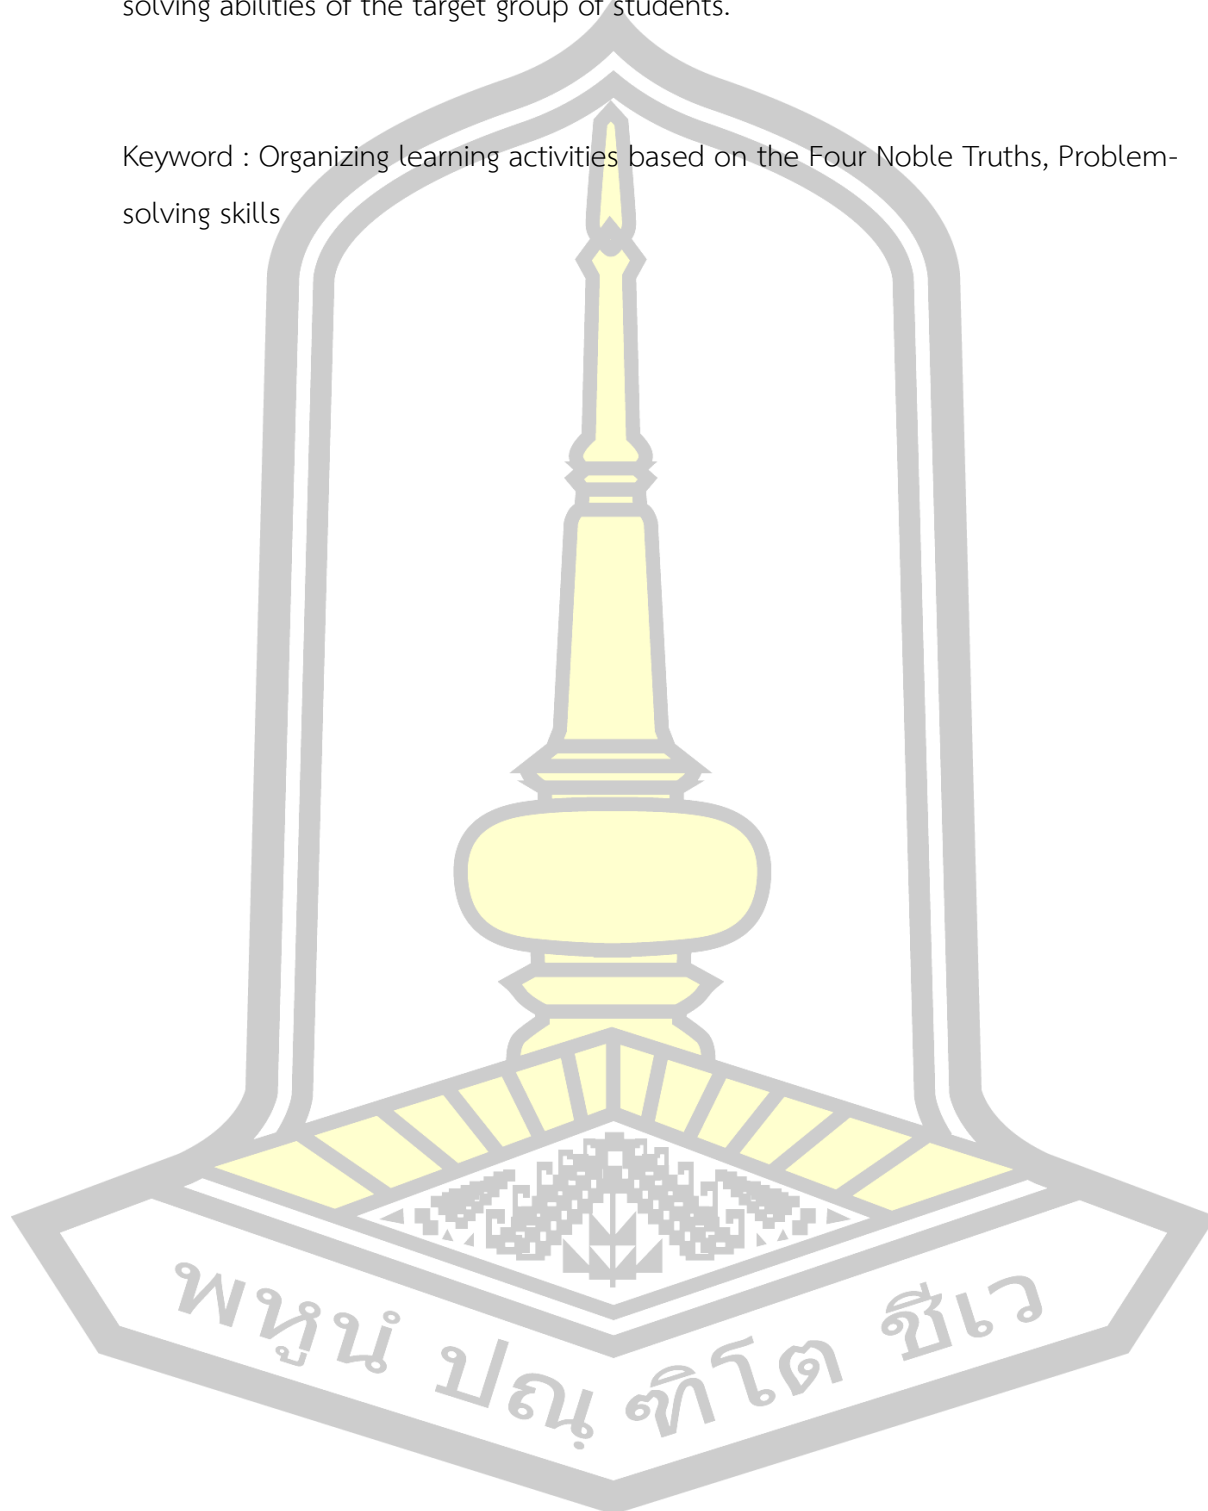 solving abilities of the target group of students.
Keyword : Organizing learning activities based on the Four Noble Truths, Problem-
solving skills
พหูนํ ปณฺฑิโต ชีเว